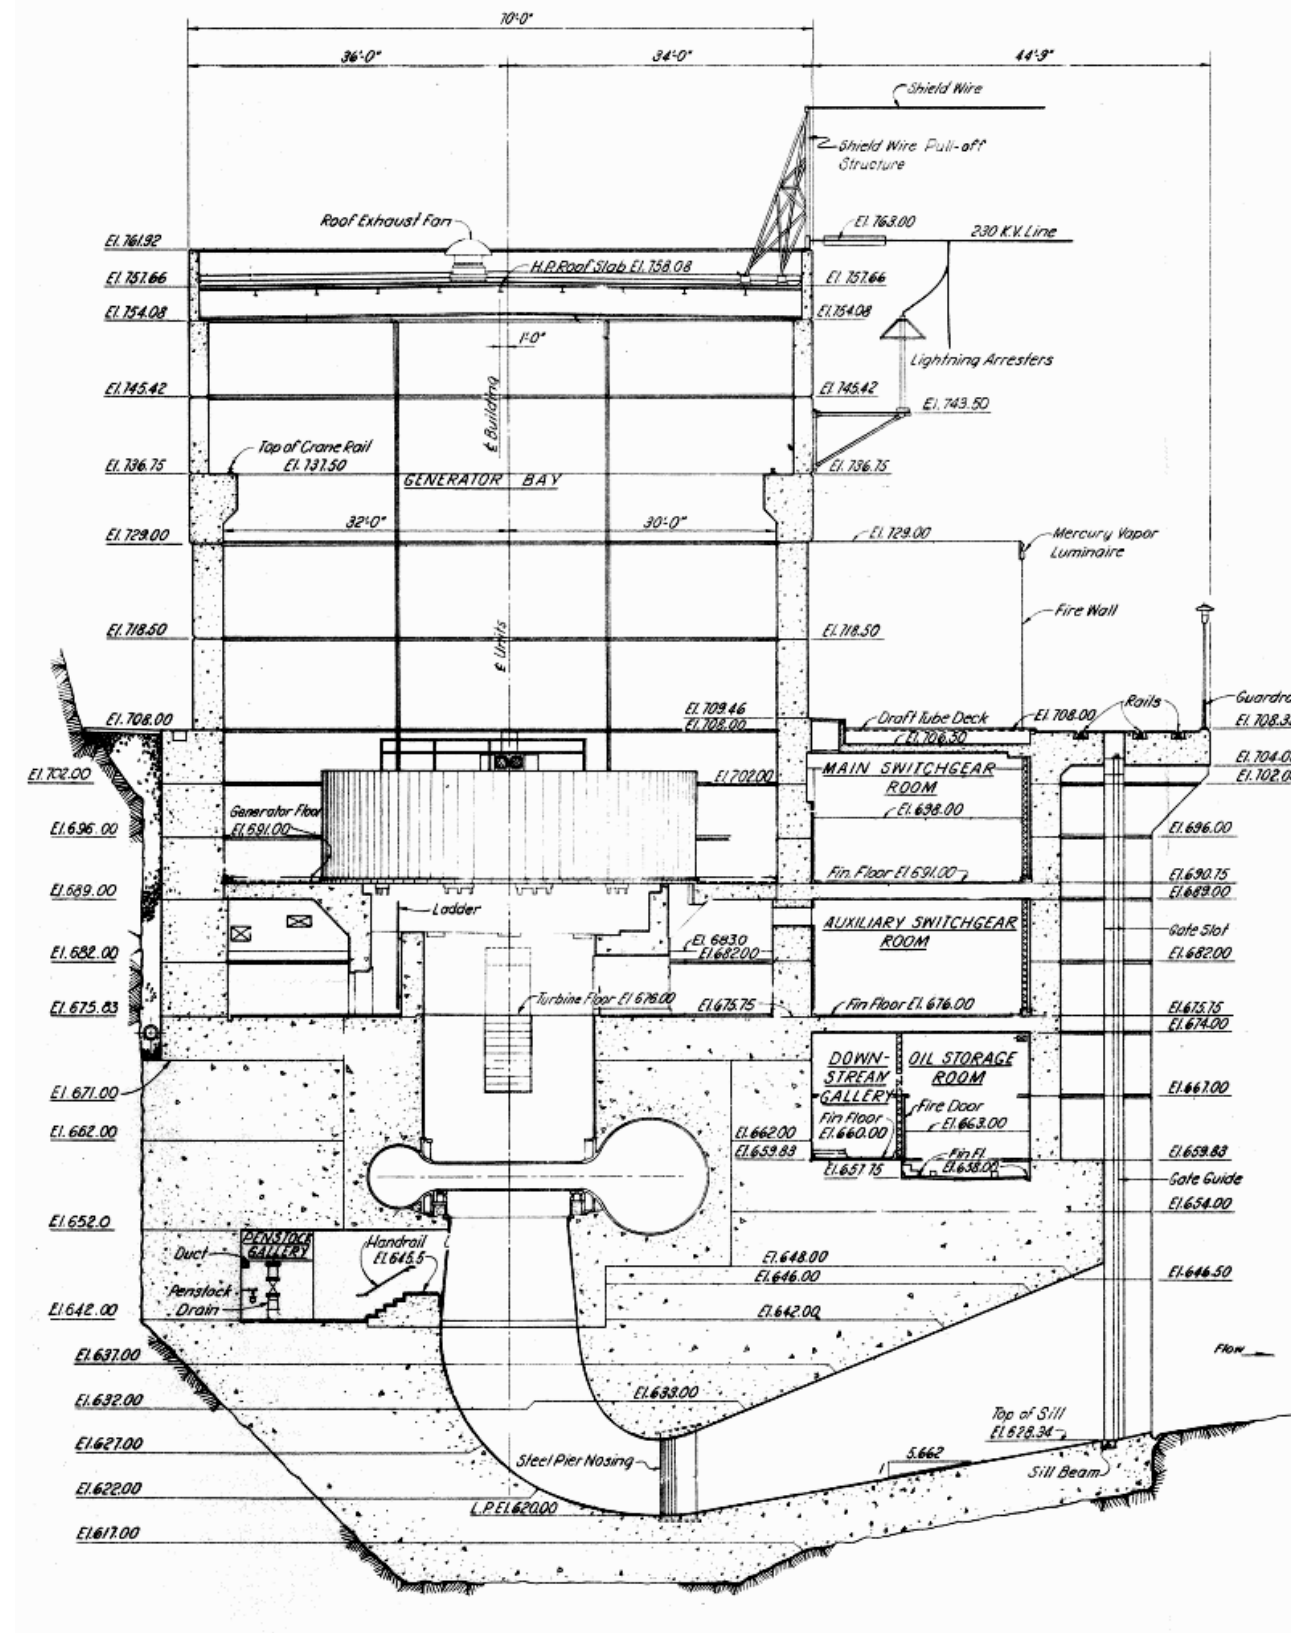 70'-0"
36'-0" 34'-0" 44'-9"
Shield Wire
Shield Wire Pull-off
Structure
Roof Exhaust Fan
El. 763.00
El. 761.92
230 K.V. Line
H.P. Roof Slab El. 758.08
El. 757.66 El. 757.66
El. 754.08 El. 754.08
1'-0"
Lightning Arresters
El. 745.42 El. 745.42
El. 743.50
℄ Building
Top of Crane Rail
El. 737.50
El. 736.75 El. 736.75
GENERATOR BAY
32'-0" 30'-0"
El. 729.00 El. 729.00
Mercury Vapor
Luminaire
Fire Wall
El. 718.50 El. 718.50
℄ Units
Rails
Guardra
El. 709.46
El. 708.00 El. 708.00
Draft Tube Deck El. 708.00
El. 708.3
El. 706.50
El. 704.0
El. 702.00 El. 702.00 El. 702.0
MAIN SWITCHGEAR
ROOM
El. 698.00
Generator Floor
El. 691.00
El. 696.00 El. 696.00
Fin. Floor El 691.00
El. 690.75
El. 689.00 El. 689.00
Ladder
AUXILIARY SWITCHGEAR
ROOM
Gate Slot
El. 683.0
El. 682.00 El. 682.00 El. 682.00
Turbine Floor El 676.00
Fin Floor El. 676.00
El. 675.83 El. 675.75 El. 675.75
El. 674.00
DOWN-
STREAN
GALLERY
OIL STORAGE
ROOM
El. 671.00
El. 667.00
Fire Door
El. 663.00
Fin Floor
El. 660.00
El. 662.00 El. 662.00
El. 659.83 El. 659.83
Fin Fl.
El. 658.00
El. 657.75
Gate Guide
El. 654.00
El. 652.0
PENSTOCK
GALLERY
Duct
Handrail
El. 645.5
El. 648.00
El. 646.00
El. 646.50
Penstock
Drain
El. 642.00 El. 642.00
Flow
El. 637.00
El. 633.00
El. 632.00
Top of Sill
El. 628.34
El. 627.00
Steel Pier Nosing
5.662
1
Sill Beam
El. 622.00
L.P. El. 620.00
El. 617.00